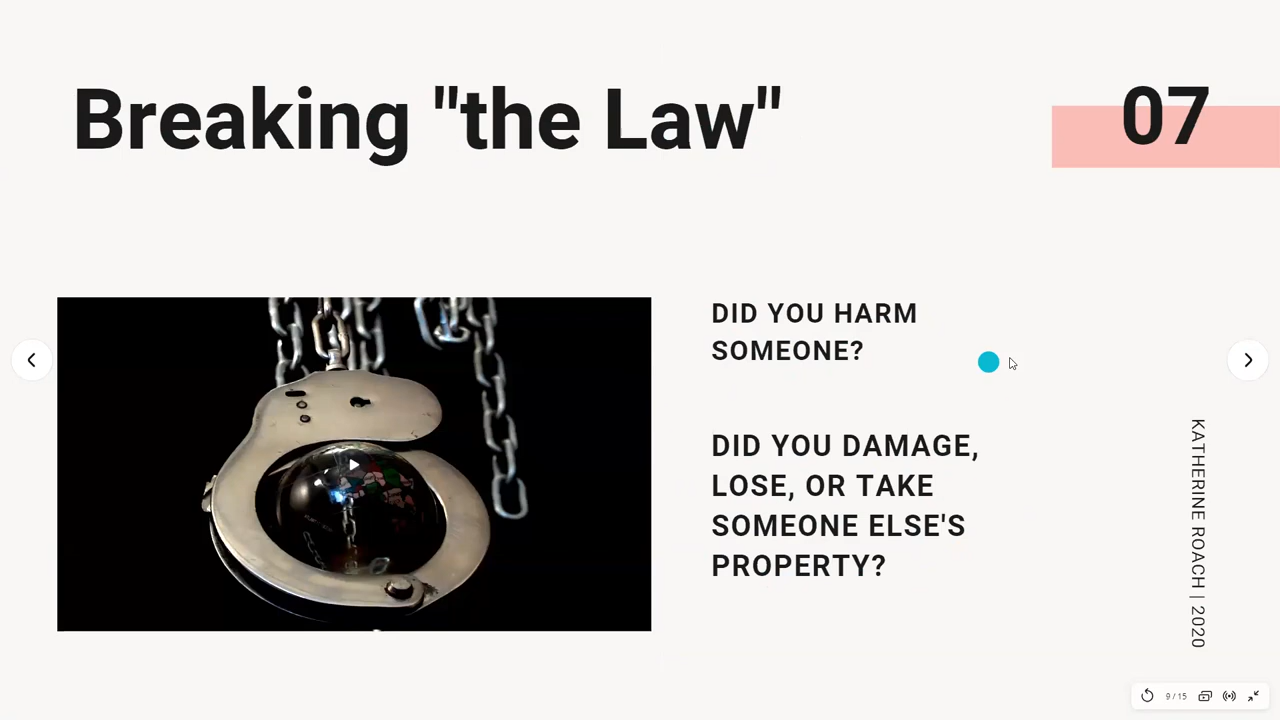 Breaking "the Law"
07
DID YOU HARM
SOMEONE?
DID YOU DAMAGE,
LOSE, OR TAKE
SOMEONE ELSE'S
PROPERTY?
KATHERINE ROACH | 2020
9 / 15